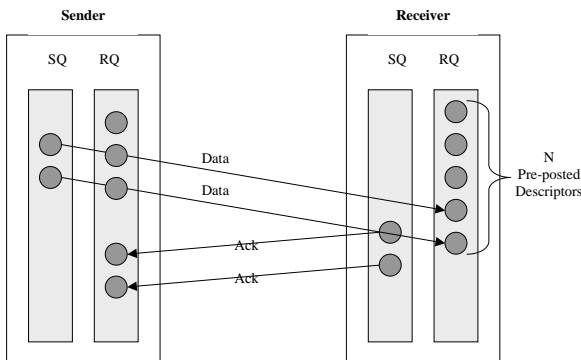 Sender
Receiver
SQ RQ
SQ RQ
Data
Data
Ack
Ack
N
Pre-posted
Descriptors